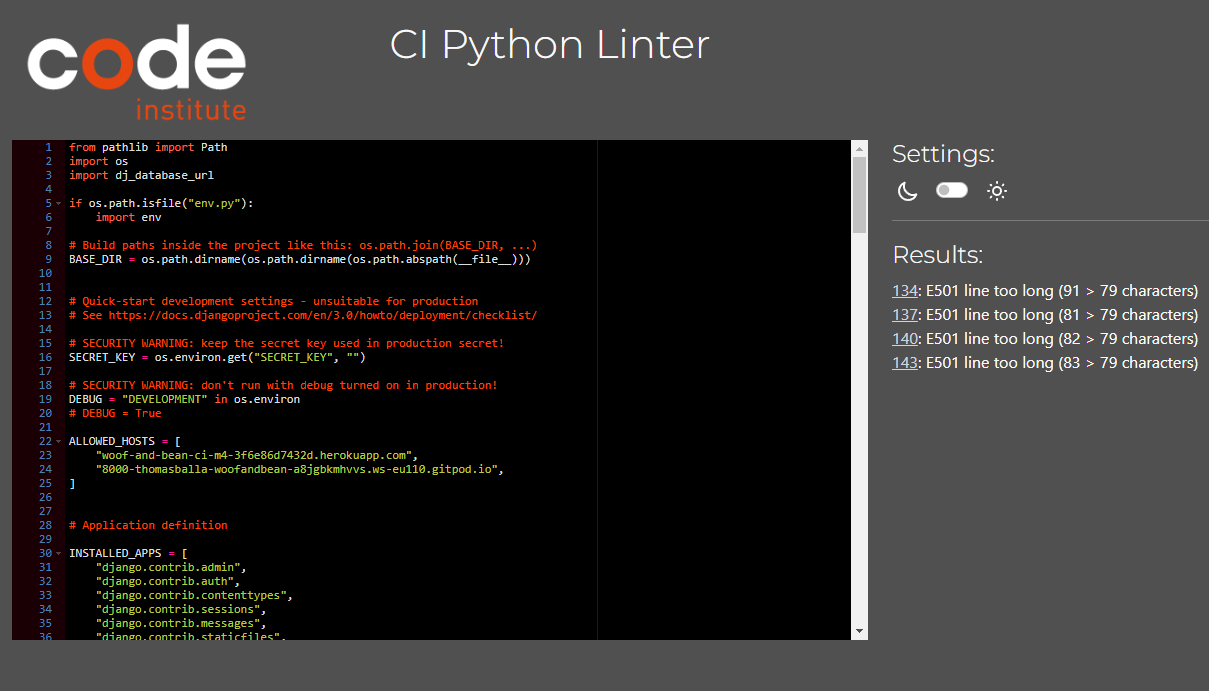 code
institute
CI Python Linter
1 from pathlib import Path
2 import os
3 import dj_database_url
4
5 if os.path.isfile("env.py"):
6     import env
7
8 # Build paths inside the project like this: os.path.join(BASE_DIR, ...)
9 BASE_DIR = os.path.dirname(os.path.dirname(os.path.abspath(__file__)))
10
11
12 # Quick-start development settings - unsuitable for production
13 # See https://docs.djangoproject.com/en/3.0/howto/deployment/checklist/
14
15 # SECURITY WARNING: keep the secret key used in production secret!
16 SECRET_KEY = os.environ.get("SECRET_KEY", "")
17
18 # SECURITY WARNING: don't run with debug turned on in production!
19 DEBUG = "DEVELOPMENT" in os.environ
20 # DEBUG = True
21
22 ALLOWED_HOSTS = [
23     "woof-and-bean-ci-m4-3f6e86d7432d.herokuapp.com",
24     "8000-thomasballa-woofandbean-a8jgbkmhvvs.ws-eu110.gitpod.io",
25 ]
26
27
28 # Application definition
29
30 INSTALLED_APPS = [
31     "django.contrib.admin",
32     "django.contrib.auth",
33     "django.contrib.contenttypes",
34     "django.contrib.sessions",
35     "django.contrib.messages",
36     "django.contrib.staticfiles",
Settings:
Results:
134: E501 line too long (91 > 79 characters)
137: E501 line too long (81 > 79 characters)
140: E501 line too long (82 > 79 characters)
143: E501 line too long (83 > 79 characters)